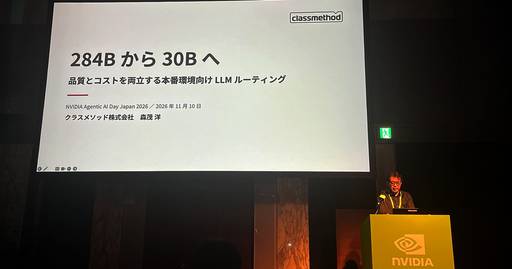 classmethod
284B から 30B へ
品質とコストを両立する本番環境向け LLM ルーティング
NVIDIA Agentic AI Day Japan 2026 ／ 2026 年 11 月 10 日
クラスメソッド株式会社 森茂 洋
NVIDIA